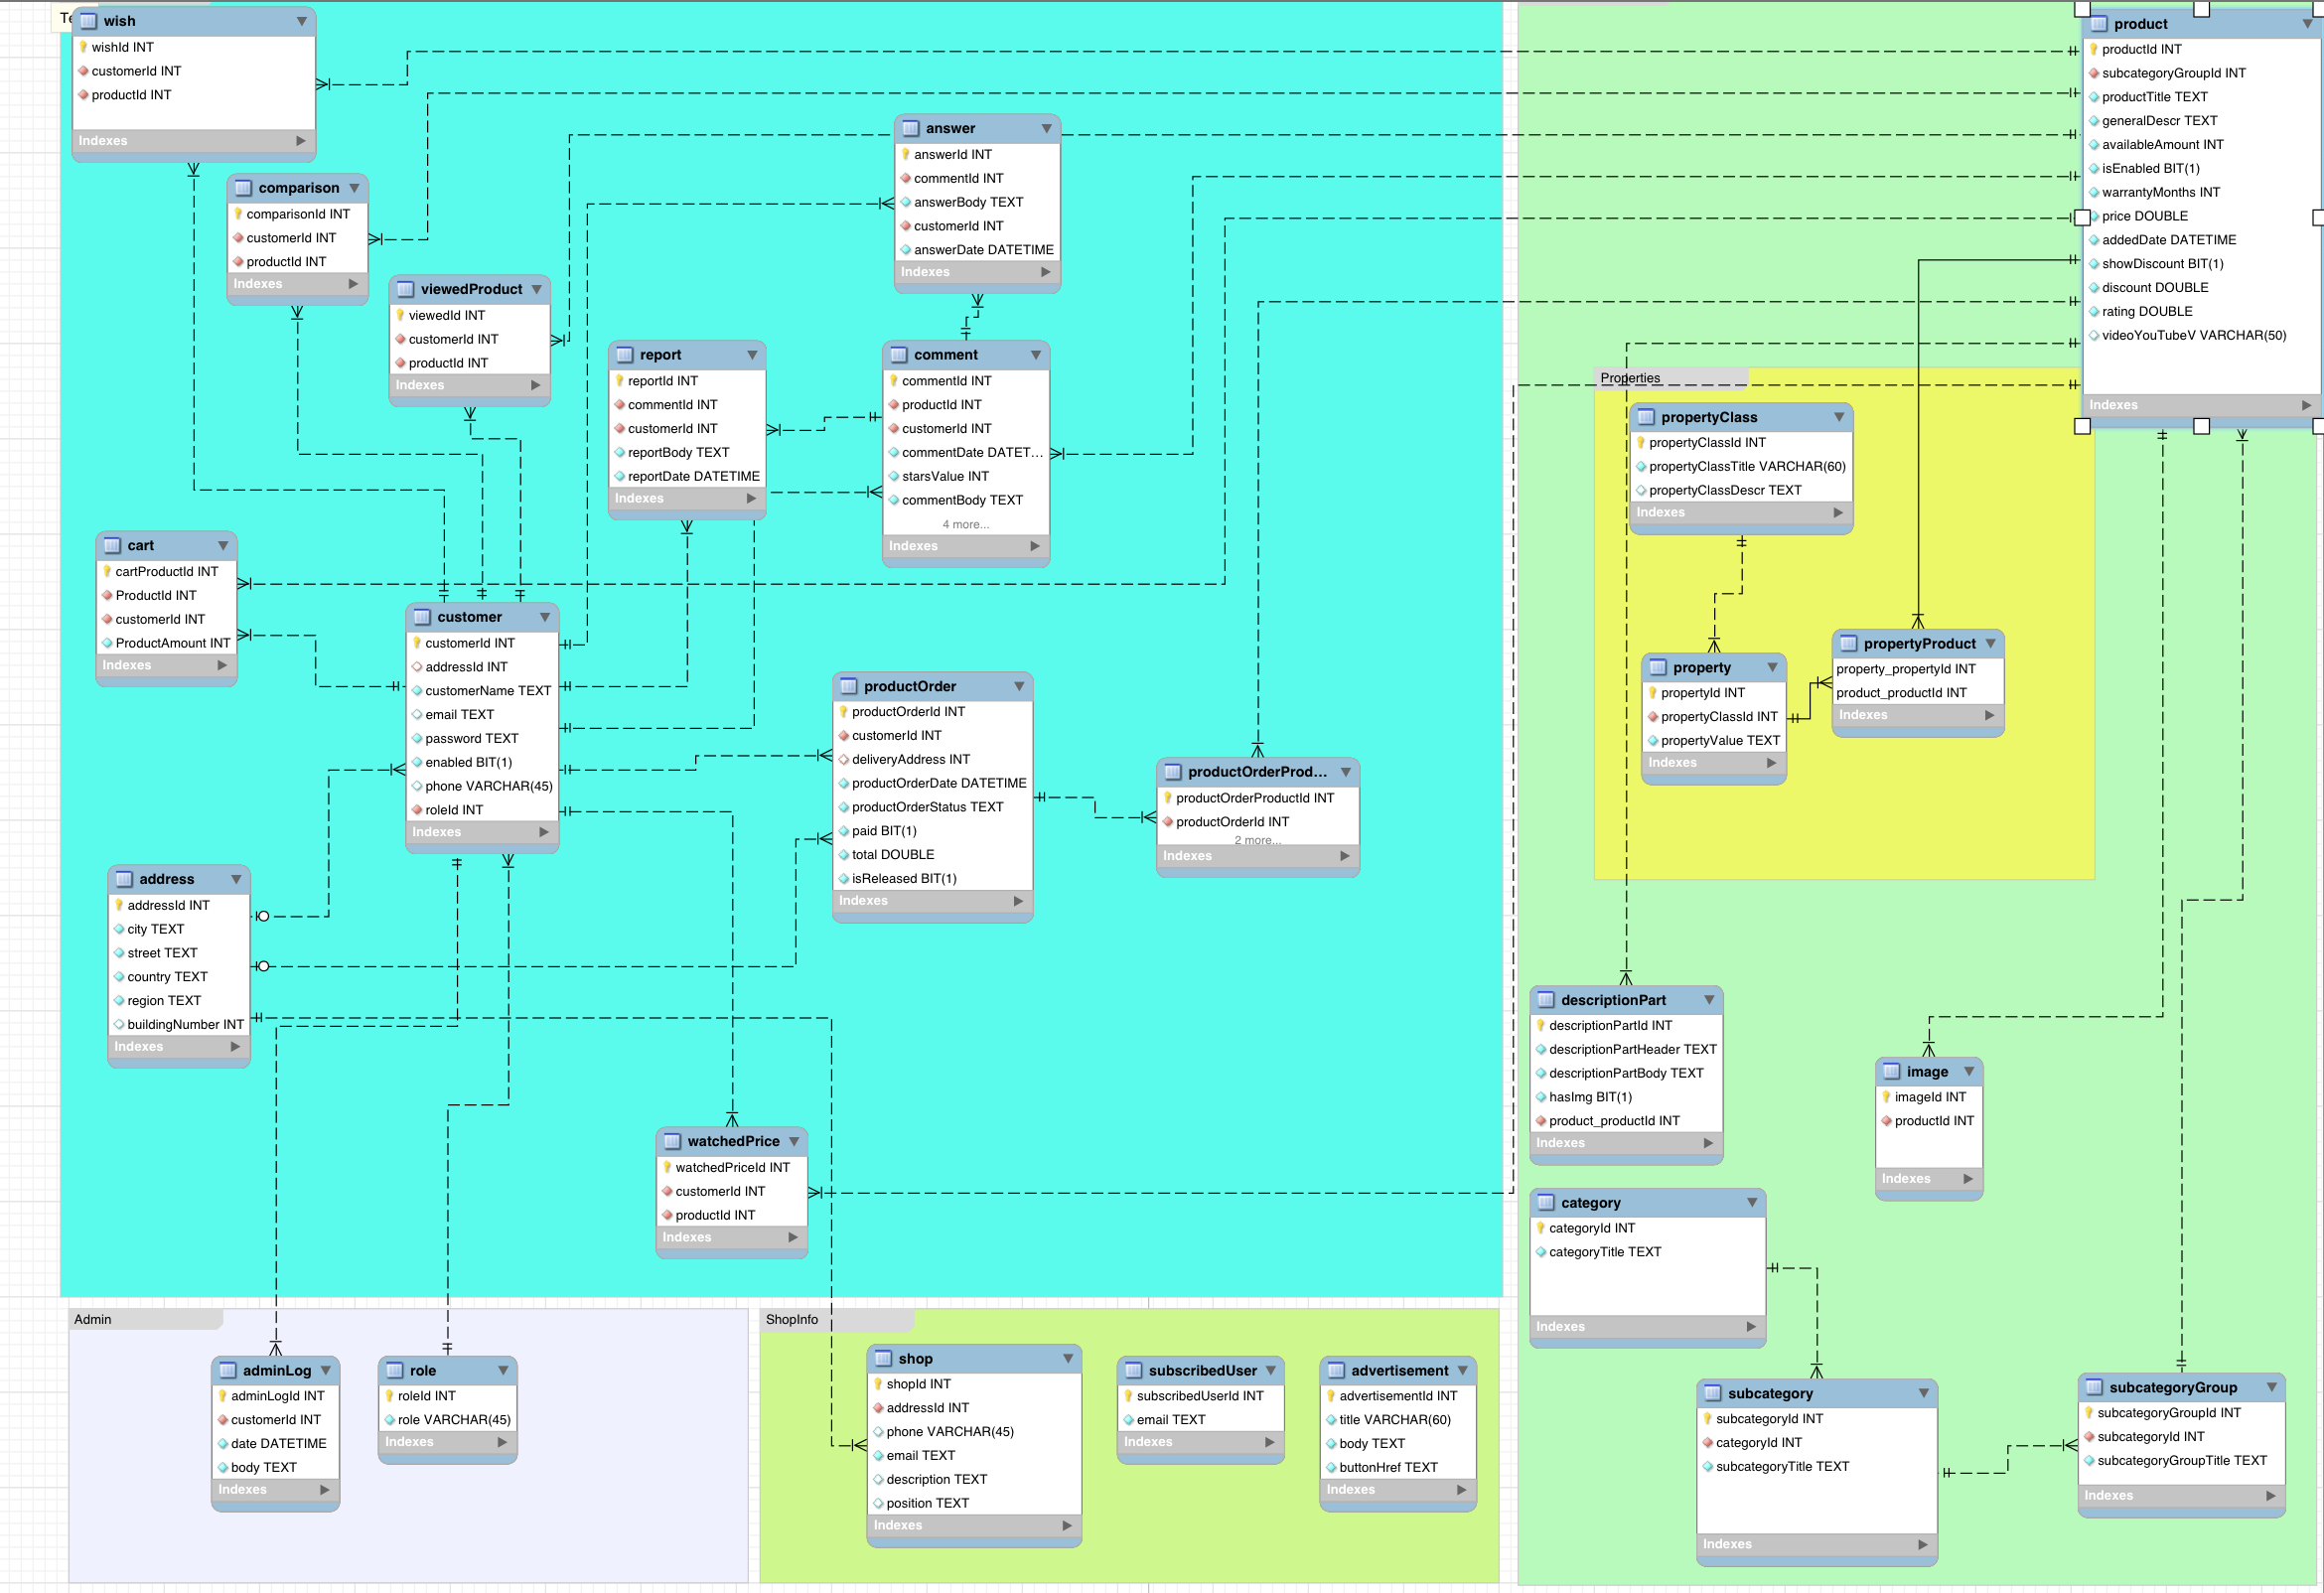 Te
wish
wishId INT
customerId INT
productId INT
Indexes
comparison
comparisonId INT
customerId INT
productId INT
Indexes
viewedProduct
viewedId INT
customerId INT
productId INT
Indexes
answer
answerId INT
commentId INT
answerBody TEXT
customerId INT
answerDate DATETIME
Indexes
report
reportId INT
commentId INT
customerId INT
reportBody TEXT
reportDate DATETIME
Indexes
comment
commentId INT
productId INT
customerId INT
commentDate DATET...
starsValue INT
commentBody TEXT
4 more...
Indexes
cart
cartProductId INT
ProductId INT
customerId INT
ProductAmount INT
Indexes
customer
customerId INT
addressId INT
customerName TEXT
email TEXT
password TEXT
enabled BIT(1)
phone VARCHAR(45)
roleId INT
Indexes
productOrder
productOrderId INT
customerId INT
deliveryAddress INT
productOrderDate DATETIME
productOrderStatus TEXT
paid BIT(1)
total DOUBLE
isReleased BIT(1)
Indexes
productOrderProd...
productOrderProductId INT
productOrderId INT
2 more...
Indexes
address
addressId INT
city TEXT
street TEXT
country TEXT
region TEXT
buildingNumber INT
Indexes
watchedPrice
watchedPriceId INT
customerId INT
productId INT
Indexes
product
productId INT
subcategoryGroupId INT
productTitle TEXT
generalDescr TEXT
availableAmount INT
isEnabled BIT(1)
warrantyMonths INT
price DOUBLE
addedDate DATETIME
showDiscount BIT(1)
discount DOUBLE
rating DOUBLE
videoYouTubeV VARCHAR(50)
Indexes
Properties
propertyClass
propertyClassId INT
propertyClassTitle VARCHAR(60)
propertyClassDescr TEXT
Indexes
property
propertyId INT
propertyClassId INT
propertyValue TEXT
Indexes
propertyProduct
property_propertyId INT
product_productId INT
Indexes
descriptionPart
descriptionPartId INT
descriptionPartHeader TEXT
descriptionPartBody TEXT
hasImg BIT(1)
product_productId INT
Indexes
image
imageId INT
productId INT
Indexes
category
categoryId INT
categoryTitle TEXT
Indexes
subcategory
subcategoryId INT
categoryId INT
subcategoryTitle TEXT
Indexes
subcategoryGroup
subcategoryGroupId INT
subcategoryId INT
subcategoryGroupTitle TEXT
Indexes
Admin
adminLog
adminLogId INT
customerId INT
date DATETIME
body TEXT
Indexes
role
roleId INT
role VARCHAR(45)
Indexes
ShopInfo
shop
shopId INT
addressId INT
phone VARCHAR(45)
email TEXT
description TEXT
position TEXT
Indexes
subscribedUser
subscribedUserId INT
email TEXT
Indexes
advertisement
advertisementId INT
title VARCHAR(60)
body TEXT
buttonHref TEXT
Indexes